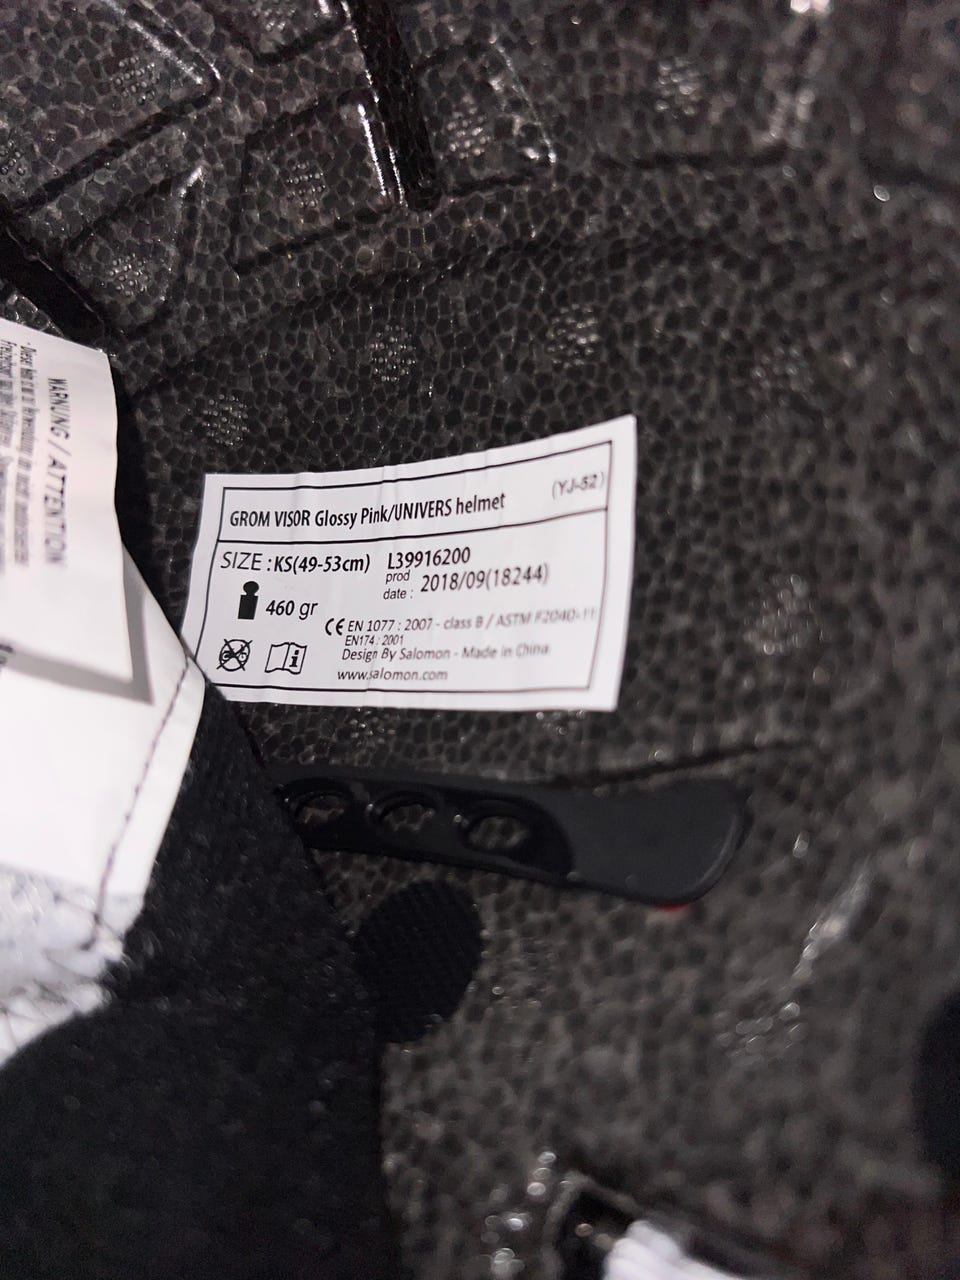 GROM VISOR Glossy Pink/UNIVERS helmet (YJ-52)
SIZE : KS(49-53cm) L39916200
prod date : 2018/09(18244)
460 gr
CE EN 1077 : 2007 - class B / ASTM F2040-11
EN174 : 2001
Design By Salomon - Made in China
www.salomon.com
WARNUNG / ATTENTION